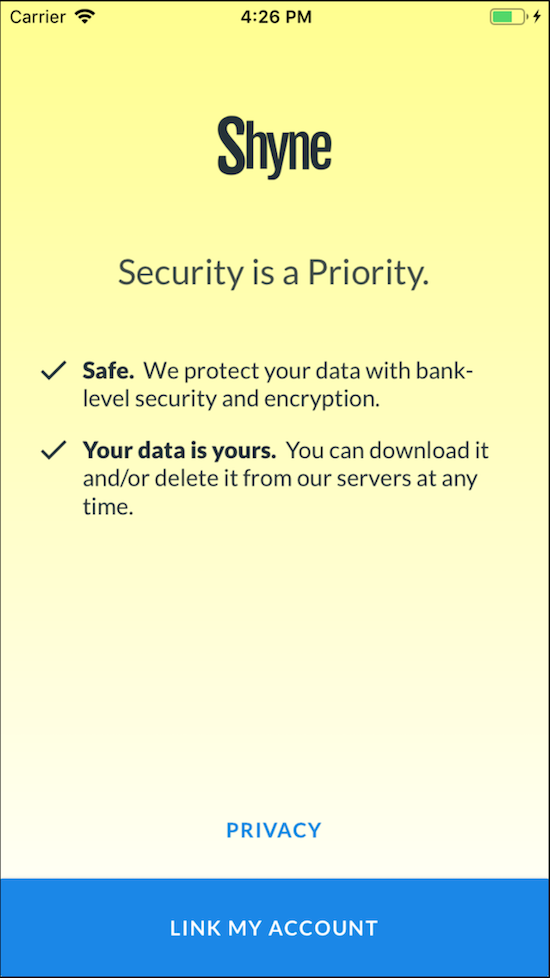 Carrier 4:26 PM
Shyne
Security is a Priority.
Safe. We protect your data with bank-
level security and encryption.
Your data is yours. You can download it
and/or delete it from our servers at any
time.
PRIVACY
LINK MY ACCOUNT